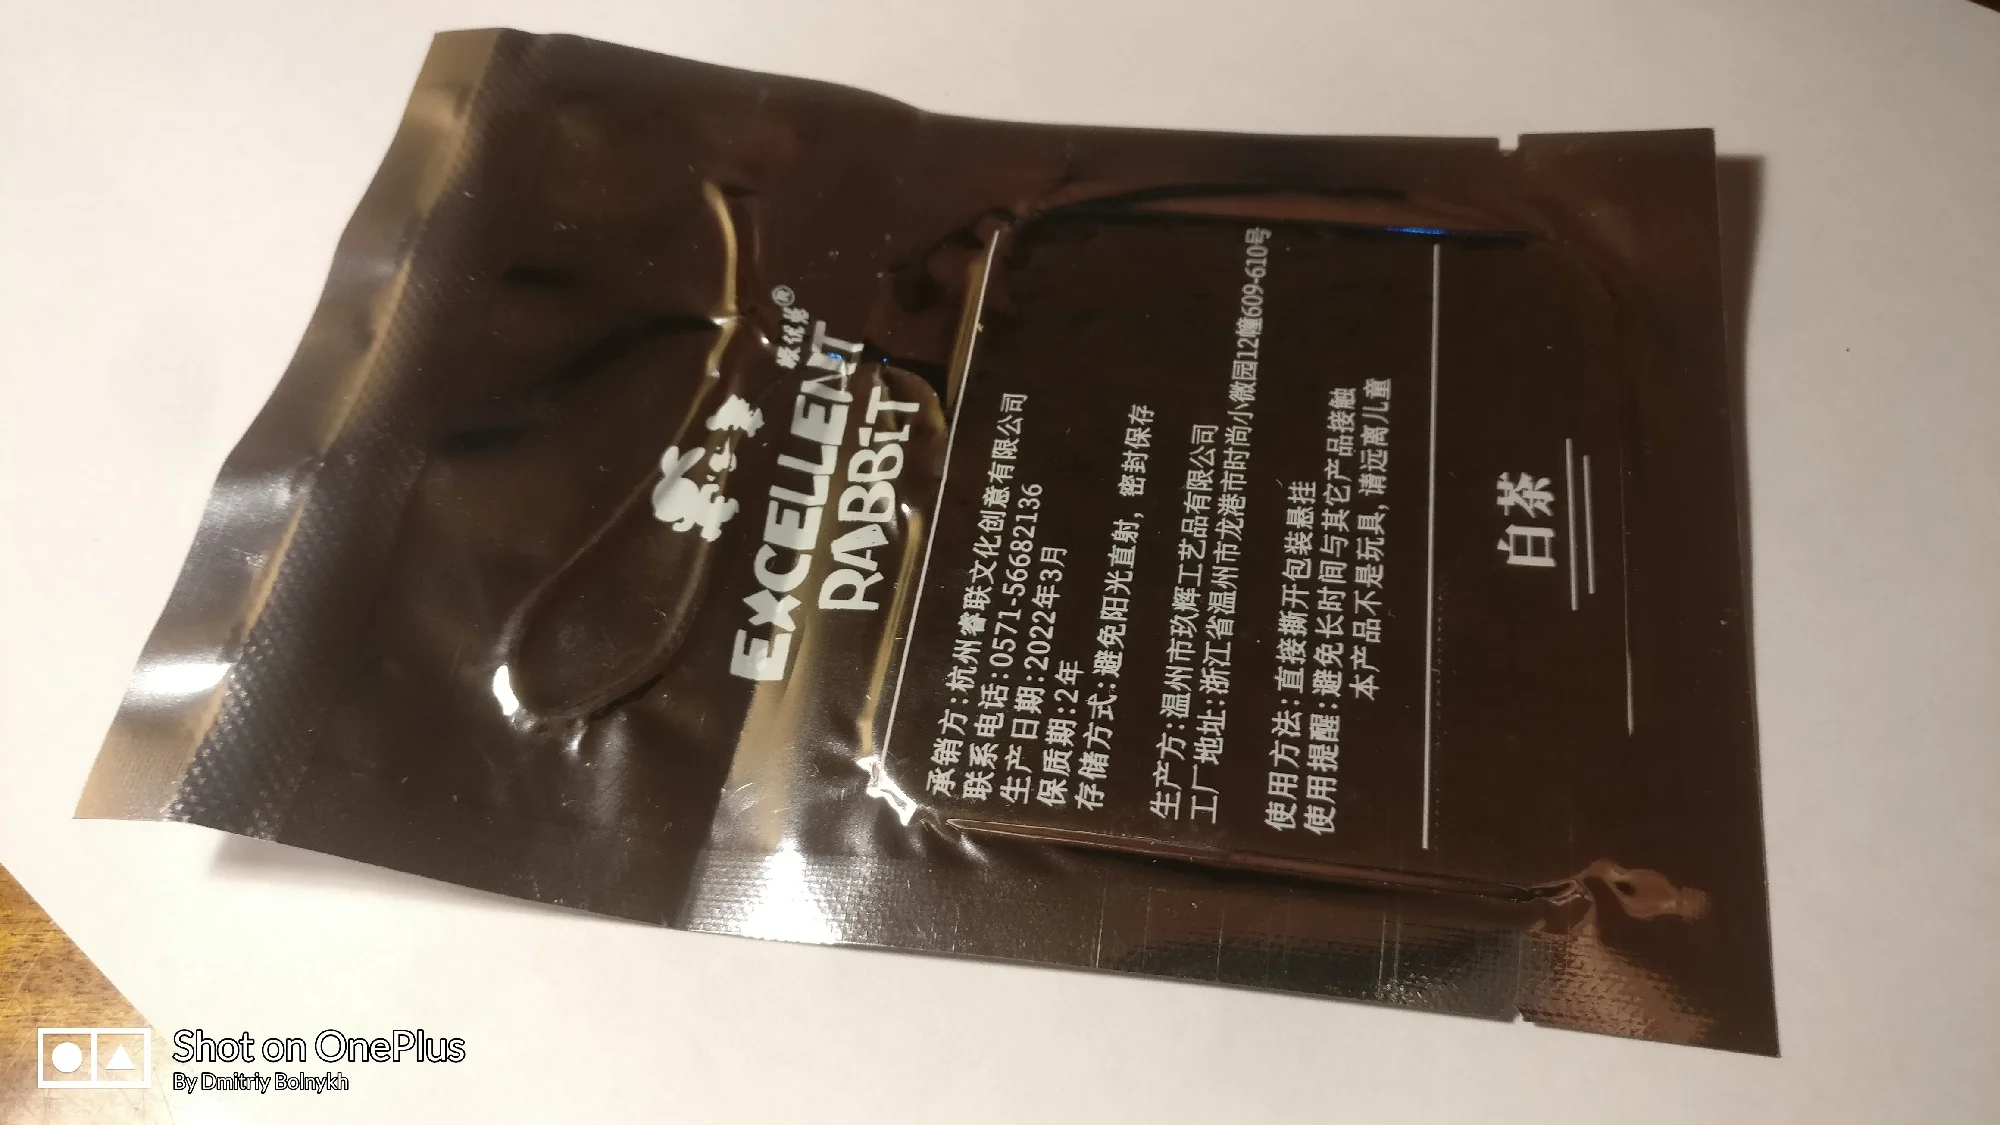 EXCELLENT
RABBIT
承销方:杭州睿联文化创意有限公司
联系电话:0571-56682136
生产日期:2022年3月
保质期:2年
存储方式:避免阳光直射，密封保存
生产方:温州市玖辉工艺品有限公司
工厂地址:浙江省温州市龙港市时尚小微园12幢609-610号
使用方法:直接撕开包装悬挂
使用提醒:避免长时间与其它产品接触
本产品不是玩具，请远离儿童
白茶
Shot on OnePlus
By Dmitriy Bolnykh